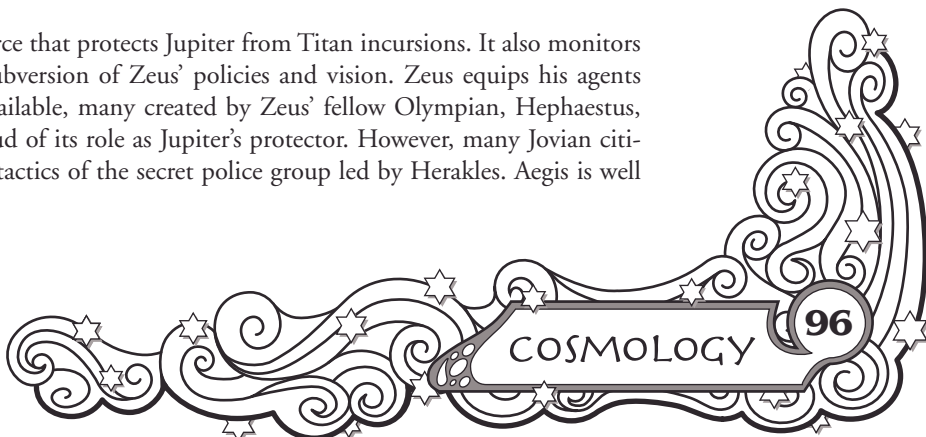 rce that protects Jupiter from Titan incursions. It also monitors
ubversion of Zeus' policies and vision. Zeus equips his agents
ailable, many created by Zeus' fellow Olympian, Hephaestus,
ud of its role as Jupiter's protector. However, many Jovian citi-
tactics of the secret police group led by Herakles. Aegis is well
COSMOLOGY 96